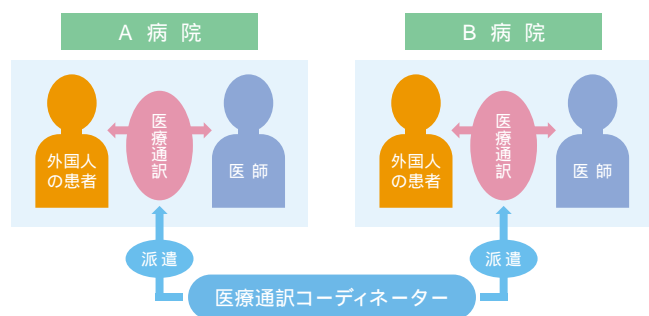 A 病 院
外国人
の患者
医療通訳
医 師
派 遣
B 病 院
外国人
の患者
医療通訳
医 師
派 遣
医療通訳コーディネーター